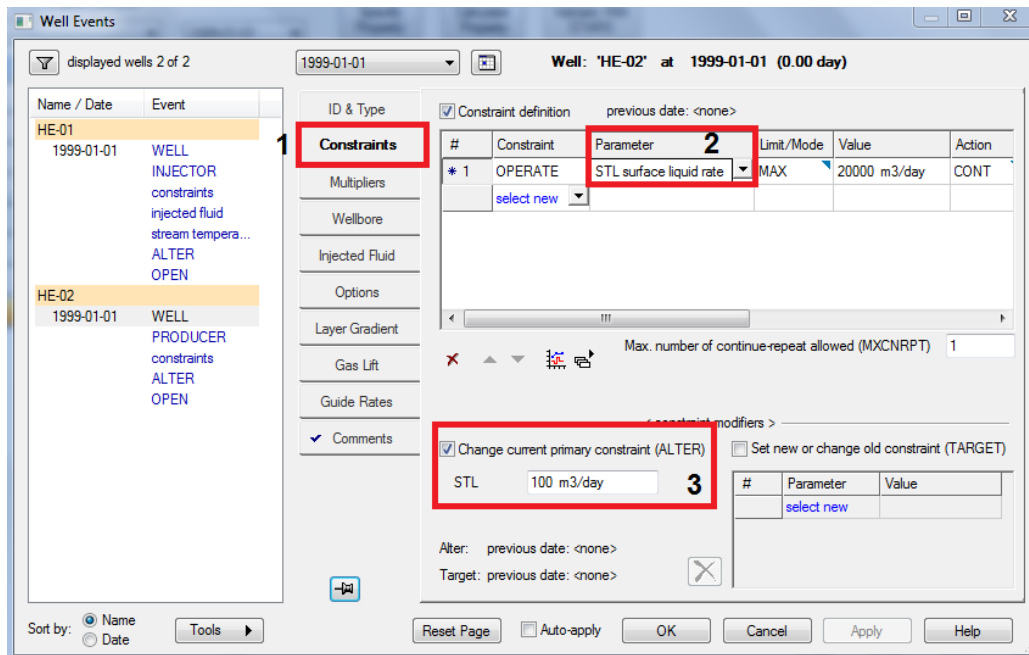 Well Events
displayed wells 2 of 2
1999-01-01
Well: 'HE-02' at 1999-01-01 (0.00 day)
Name / Date Event
HE-01
1999-01-01 WELL
INJECTOR
constraints
injected fluid
stream tempera...
ALTER
OPEN
HE-02
1999-01-01 WELL
PRODUCER
constraints
ALTER
OPEN
ID & Type
1 Constraints
Multipliers
Wellbore
Injected Fluid
Options
Layer Gradient
Gas Lift
Guide Rates
Comments
Constraint definition previous date: <none>
# Constraint Parameter 2 Limit/Mode Value Action
* 1 OPERATE STL surface liquid rate MAX 20000 m3/day CONT
select new
Max. number of continue-repeat allowed (MXCNRPT) 1
modifiers >
Change current primary constraint (ALTER)
STL 100 m3/day 3
Set new or change old constraint (TARGET)
# Parameter Value
select new
Alter: previous date: <none>
Target: previous date: <none>
Sort by: Name
Date
Tools
Reset Page Auto-apply OK Cancel Apply Help